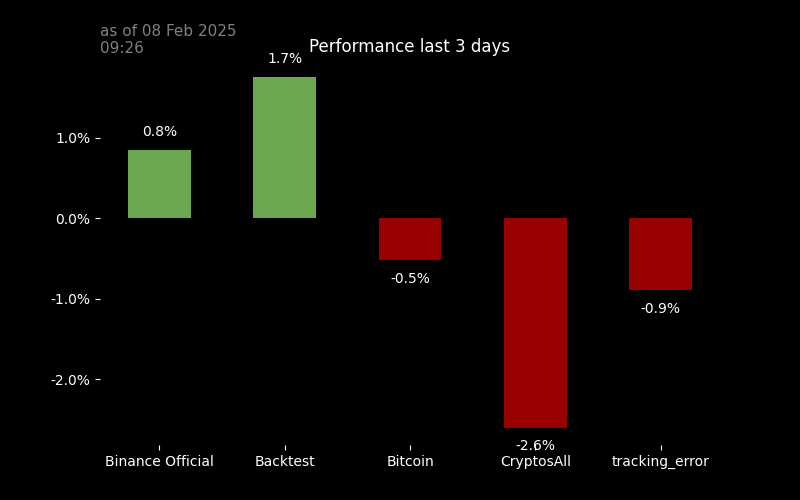 as of 08 Feb 2025
09:26
Performance last 3 days
1.7%
0.8%
1.0%
0.0%
-0.5%
-1.0%
-0.9%
-2.0%
-2.6%
Binance Official
Backtest
Bitcoin
CryptosAll
tracking_error